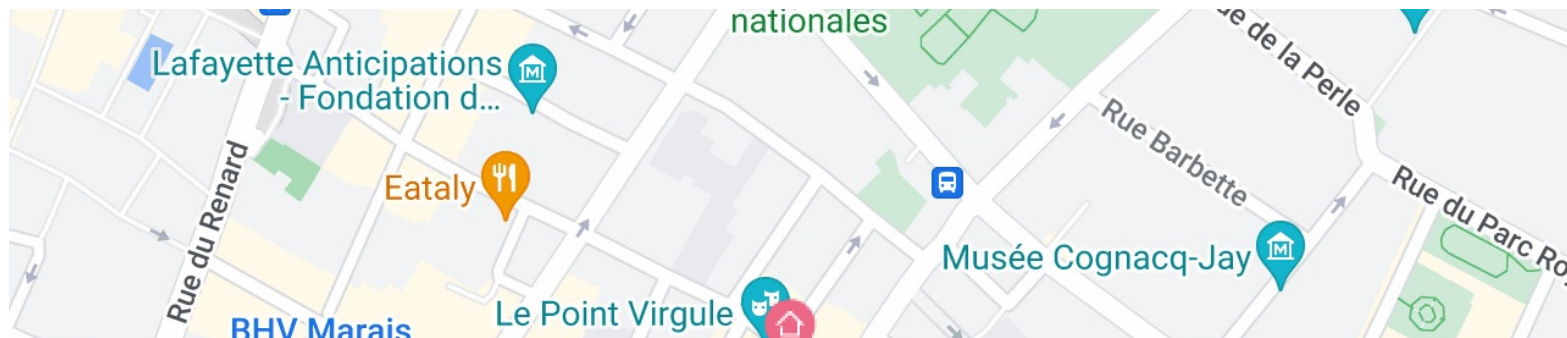 nationales
Lafayette Anticipations
- Fondation d...
Eataly
Rue du Renard
BHV Marais
Le Point Virgule
Musée Cognacq-Jay
Rue Barbette
ue de la Perle
Rue du Parc Ro
M
M